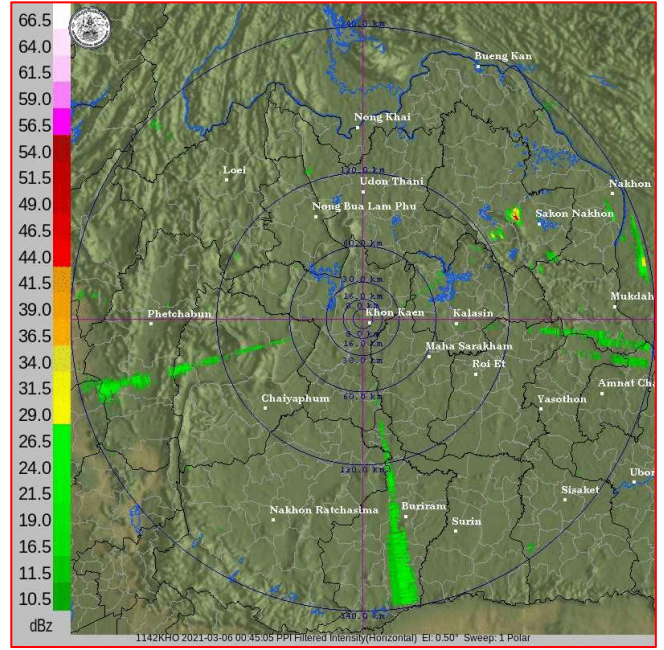 66.5
64.0
61.5
59.0
56.5
54.0
51.5
49.0
46.5
44.0
41.5
39.0
36.5
34.0
31.5
29.0
26.5
24.0
21.5
19.0
16.5
11.5
10.5
dBz
Bueng Kan
Nong Khai
Loei
Udon Thani
Nakhon
Nong Bua Lam Phu
Sakon Nakhon
Mukdah
Khon Kaen
Kalasin
Phetchabun
Maha Sarakham
Roi-Et
Amnat Cha
Chaiyaphum
Yasothon
120.0 km
Ubon
Sisaket
Nakhon Ratchasima
Buriram
Surin
1142KHO 2021-03-06 00:45:05 PPI Filtered Intensity(Horizontal) El: 0.50° Sweep: 1 Polar